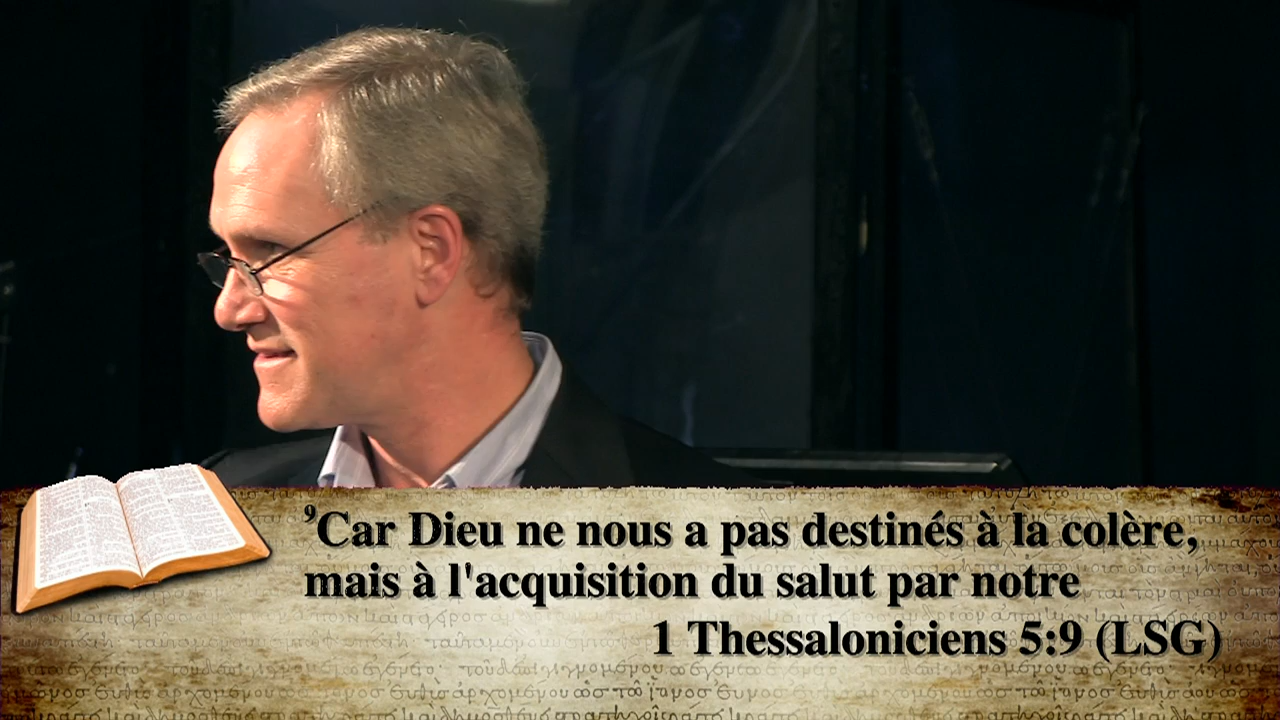 ⁹Car Dieu ne nous a pas destinés à la colère,
mais à l'acquisition du salut par notre
1 Thessaloniciens 5:9 (LSG)